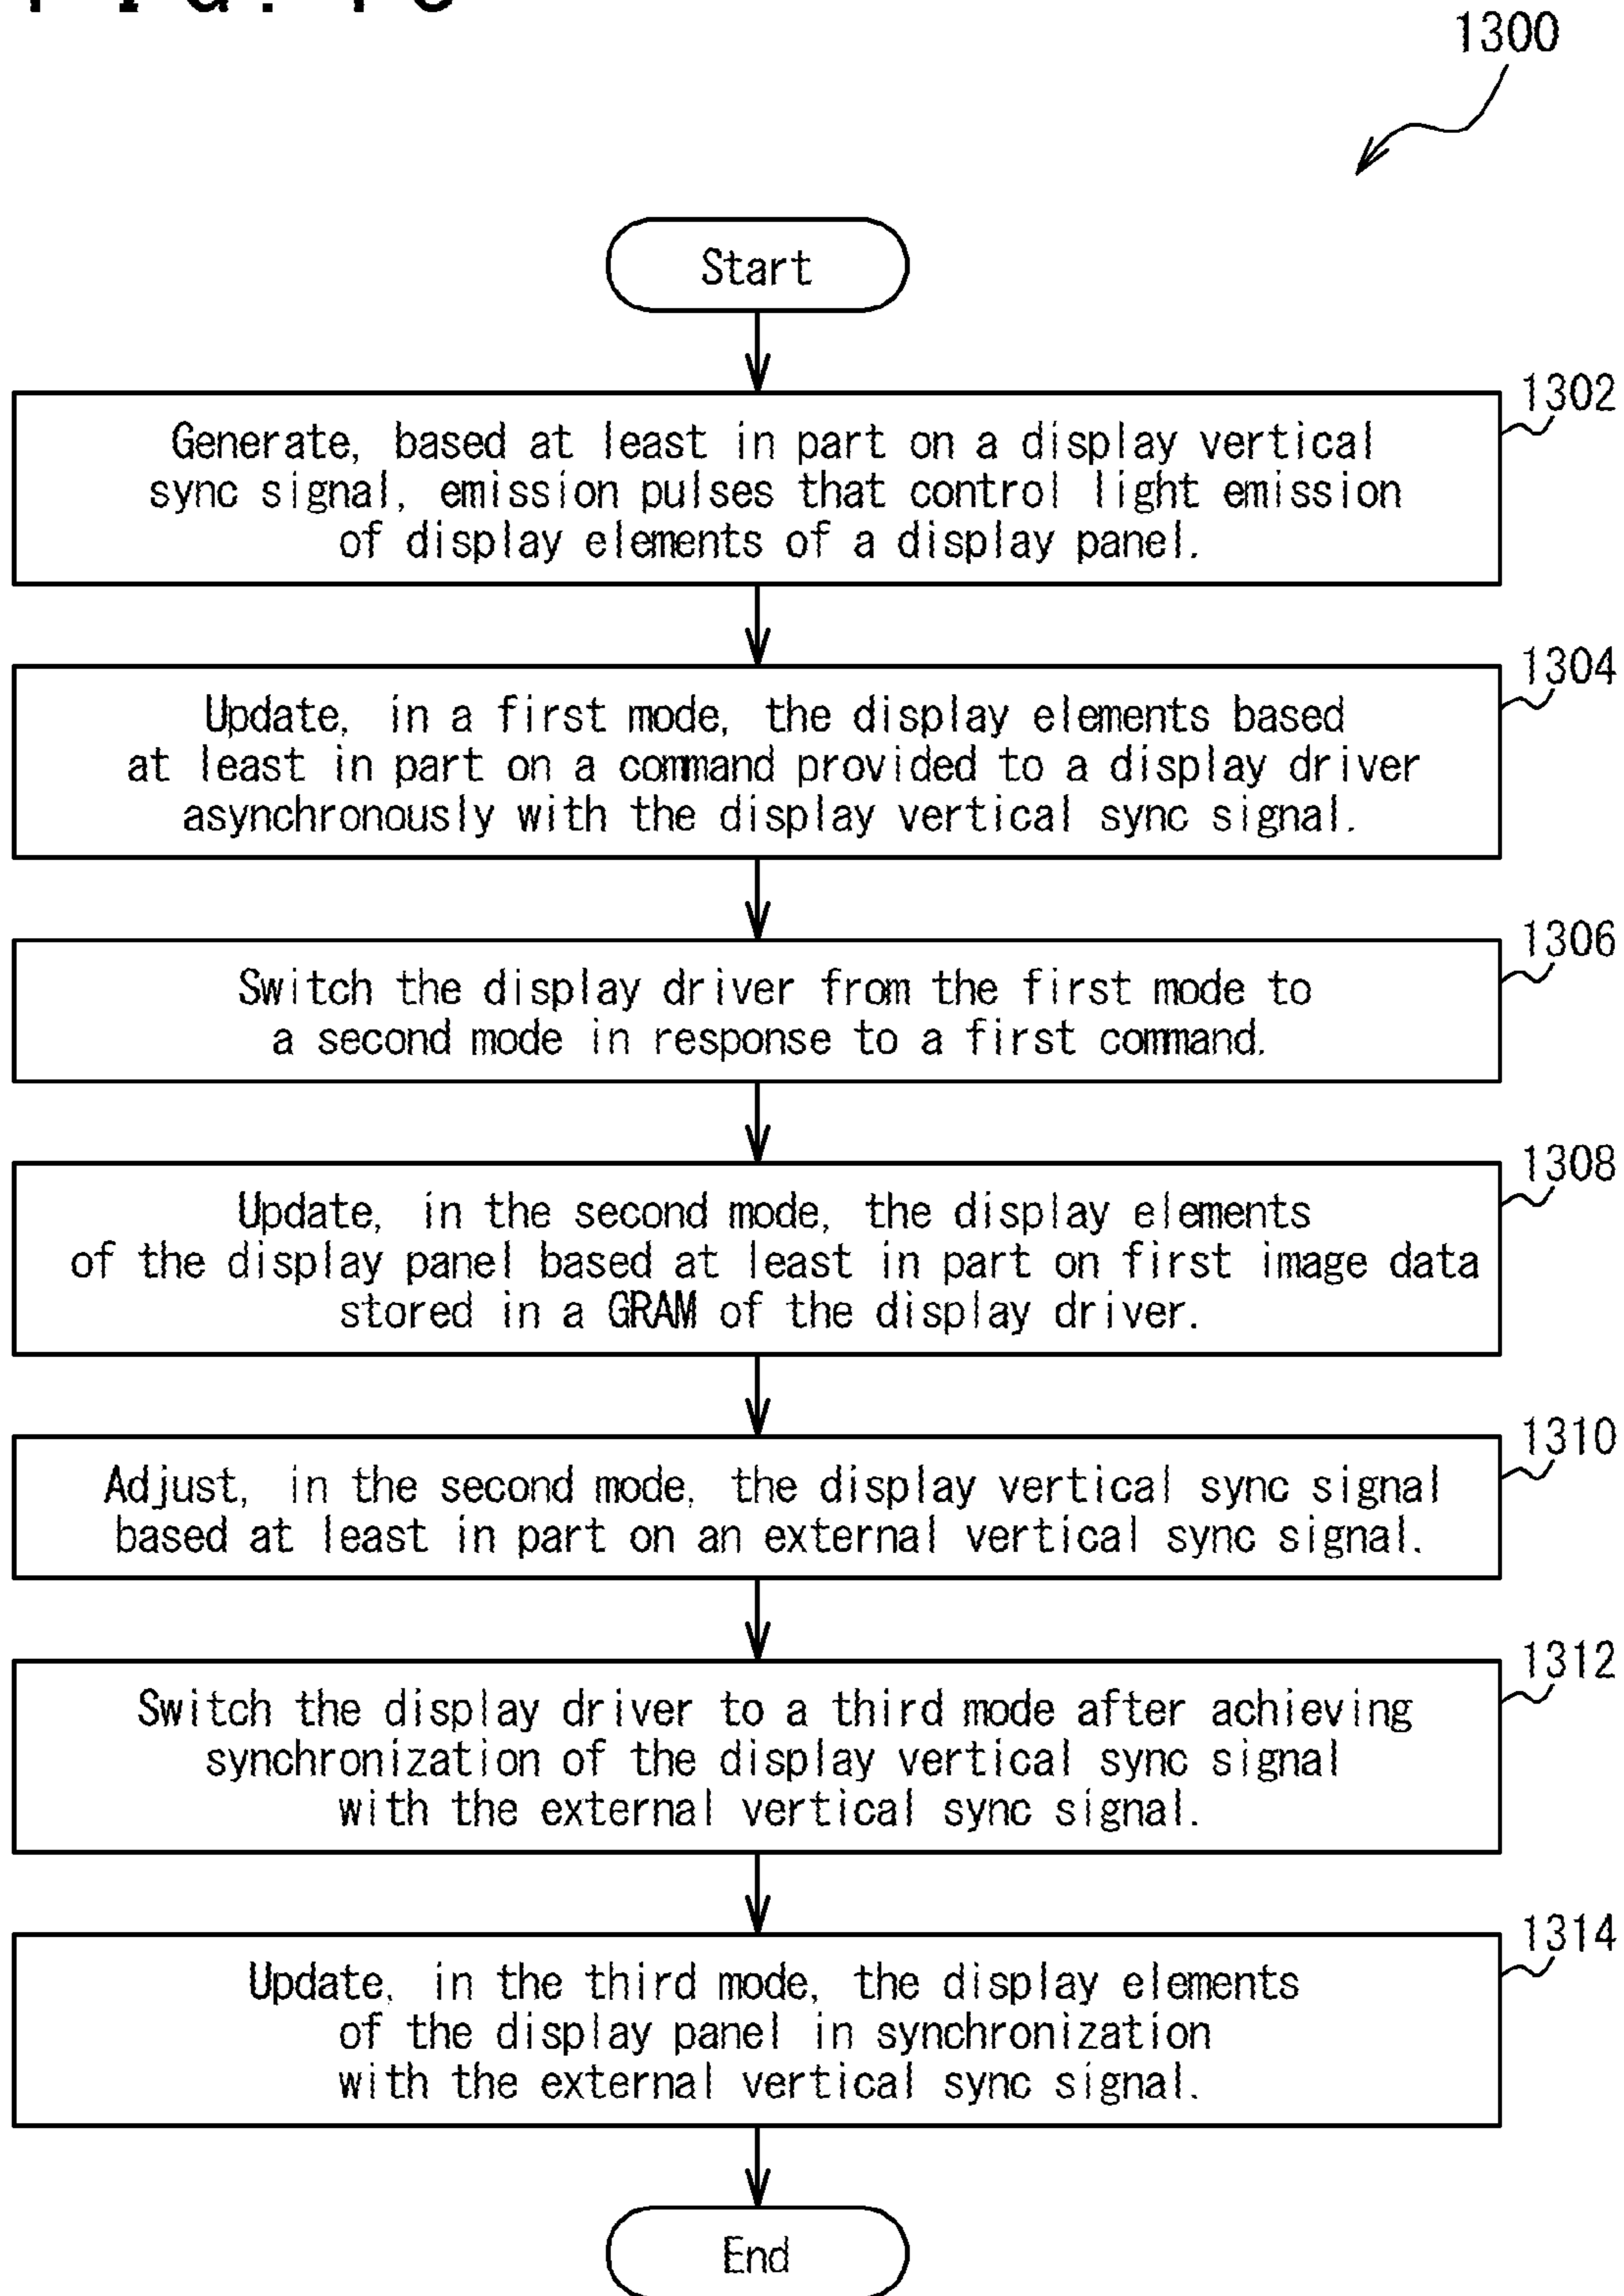 1300
Start
1302
Generate, based at least in part on a display vertical
sync signal, emission pulses that control light emission
of display elements of a display panel.
1304
Update, in a first mode, the display elements based
at least in part on a command provided to a display driver
asynchronously with the display vertical sync signal.
1306
Switch the display driver from the first mode to
a second mode in response to a first command.
1308
Update, in the second mode, the display elements
of the display panel based at least in part on first image data
stored in a GRAM of the display driver.
1310
Adjust, in the second mode, the display vertical sync signal
based at least in part on an external vertical sync signal.
1312
Switch the display driver to a third mode after achieving
synchronization of the display vertical sync signal
with the external vertical sync signal.
1314
Update, in the third mode, the display elements
of the display panel in synchronization
with the external vertical sync signal.
End